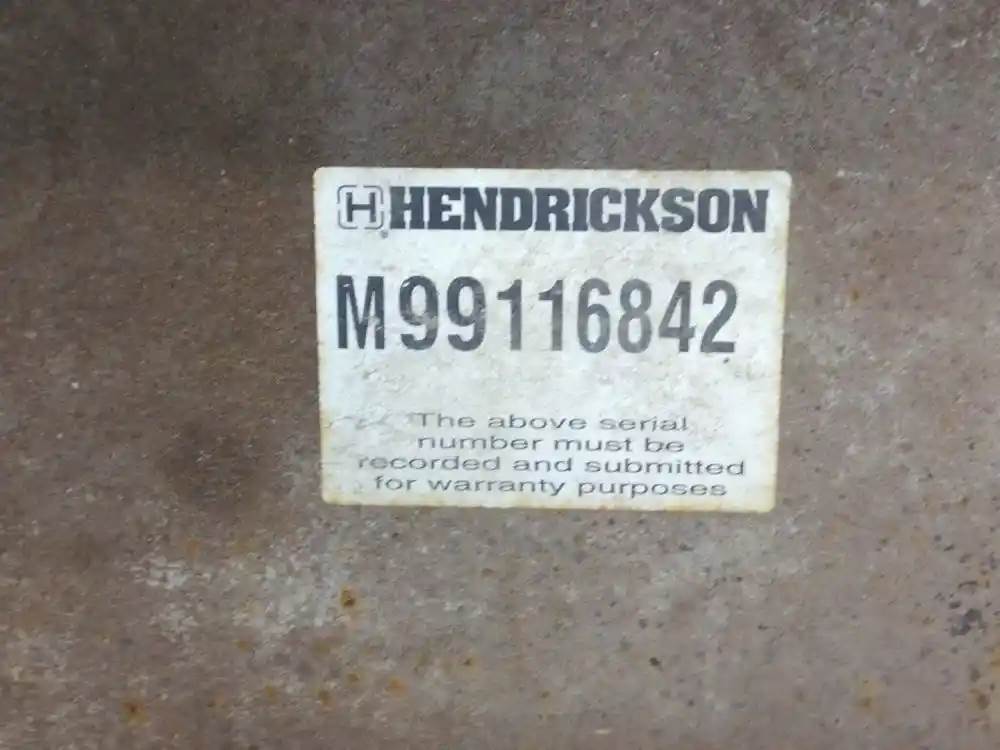 H HENDRICKSON
M99116842
The above serial
number must be
recorded and submitted
for warranty purposes